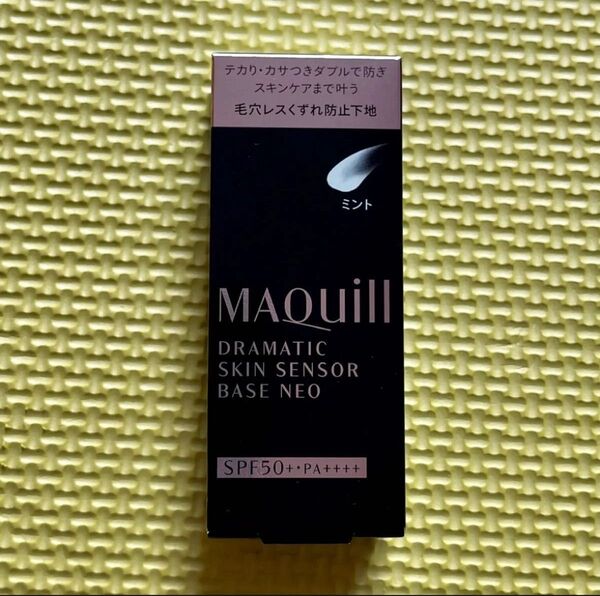 テカリ・カサつきダブルで防ぎ
スキンケアまで叶う
毛穴レスくずれ防止下地
ミント
MAQuill
DRAMATIC
SKIN SENSOR
BASE NEO
SPF50+・PA++++